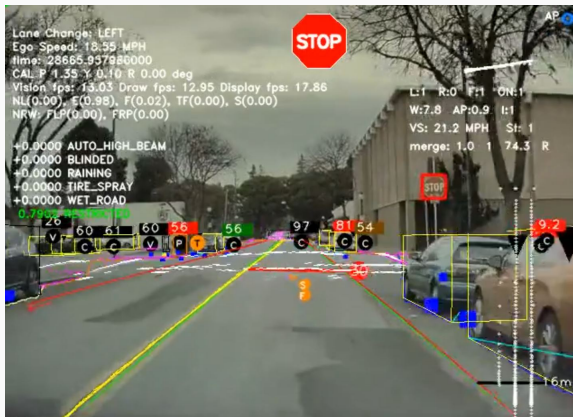 AP
STOP
Lane Change: LEFT
Ego Speed: 18.55 MPH
CAL P 1.35 Y 0.10 R 0.00 deg
Vision fps: 13.03 Draw fps: 12.95 Display fps: 17.86
NL(0.00), E(0.98), F(0.02), TF(0.00), S(0.00)
NRW: FLP(0.00), FRP(0.00)
L:1 R:0 F:1 ON:1
W:7.8 AP:0.9 I:1
VS: 21.2 MPH St: 1
merge: 1.0 1 74.3 R
+0.0000 AUTO_HIGH_BEAM
+0.0000 BLINDED
+0.0000 RAINING
+0.0000 TIRE_SPRAY
+0.0000 WET_ROAD
STOP
60 61 60 56 56 97 81 54 9.2
V C C V P T C C C C C
30
S
F
16m